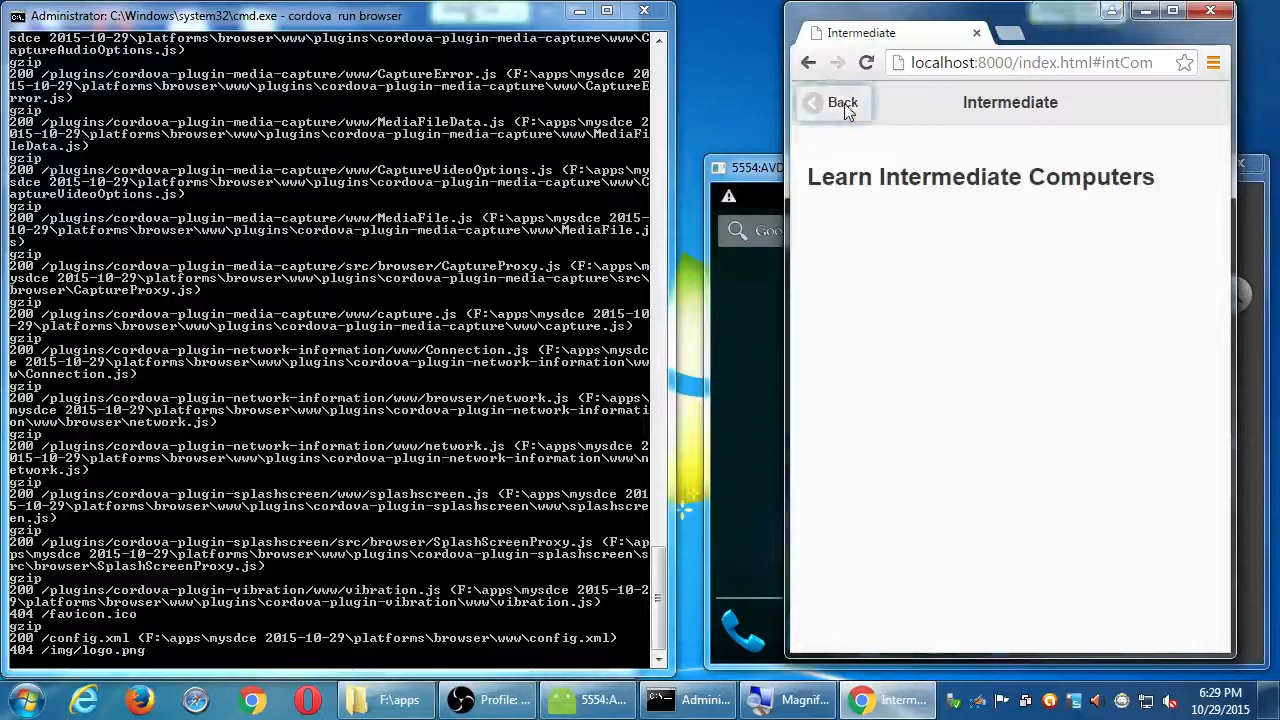 Administrator: C:\Windows\system32\cmd.exe - cordova run browser
sdce 2015-10-29\platforms\browser\www\plugins\cordova-plugin-media-capture\www\C
aptureAudioOptions.js)
gzip
200 /plugins/cordova-plugin-media-capture/www/CaptureError.js (F:\apps\mysdce 20
15-10-29\platforms\browser\www\plugins\cordova-plugin-media-capture\www\CaptureE
rror.js)
gzip
200 /plugins/cordova-plugin-media-capture/www/MediaFileData.js (F:\apps\mysdce 2
015-10-29\platforms\browser\www\plugins\cordova-plugin-media-capture\www\MediaFi
leData.js)
gzip
200 /plugins/cordova-plugin-media-capture/www/CaptureVideoOptions.js (F:\apps\my
sdce 2015-10-29\platforms\browser\www\plugins\cordova-plugin-media-capture\www\C
aptureVideoOptions.js)
gzip
200 /plugins/cordova-plugin-media-capture/www/MediaFile.js (F:\apps\mysdce 2015-
10-29\platforms\browser\www\plugins\cordova-plugin-media-capture\www\MediaFile.j
s)
gzip
200 /plugins/cordova-plugin-media-capture/src/browser/CaptureProxy.js (F:\apps\m
ysdce 2015-10-29\platforms\browser\www\plugins\cordova-plugin-media-capture\src\
browser\CaptureProxy.js)
gzip
200 /plugins/cordova-plugin-media-capture/www/capture.js (F:\apps\mysdce 2015-10
-29\platforms\browser\www\plugins\cordova-plugin-media-capture\www\capture.js)
gzip
200 /plugins/cordova-plugin-network-information/www/Connection.js (F:\apps\mysdc
e 2015-10-29\platforms\browser\www\plugins\cordova-plugin-network-information\ww
w\Connection.js)
gzip
200 /plugins/cordova-plugin-network-information/www/browser/network.js (F:\apps\
mysdce 2015-10-29\platforms\browser\www\plugins\cordova-plugin-network-informati
on\www\browser\network.js)
gzip
200 /plugins/cordova-plugin-network-information/www/network.js (F:\apps\mysdce 2
015-10-29\platforms\browser\www\plugins\cordova-plugin-network-information\www\n
etwork.js)
gzip
200 /plugins/cordova-plugin-splashscreen/www/splashscreen.js (F:\apps\mysdce 201
5-10-29\platforms\browser\www\plugins\cordova-plugin-splashscreen\www\splashscre
en.js)
gzip
200 /plugins/cordova-plugin-splashscreen/src/browser/SplashScreenProxy.js (F:\ap
ps\mysdce 2015-10-29\platforms\browser\www\plugins\cordova-plugin-splashscreen\s
rc\browser\SplashScreenProxy.js)
gzip
200 /plugins/cordova-plugin-vibration/www/vibration.js (F:\apps\mysdce 2015-10-2
9\platforms\browser\www\plugins\cordova-plugin-vibration\www\vibration.js)
404 /favicon.ico
gzip
200 /config.xml (F:\apps\mysdce 2015-10-29\platforms\browser\www\config.xml)
404 /img/logo.png
Intermediate
localhost:8000/index.html#intCom
Back
Intermediate
Learn Intermediate Computers
5554:AVD
Goo
F:\apps
Profile: ...
5554:A...
Admini...
Magnif...
Interm...
6:29 PM
10/29/2015